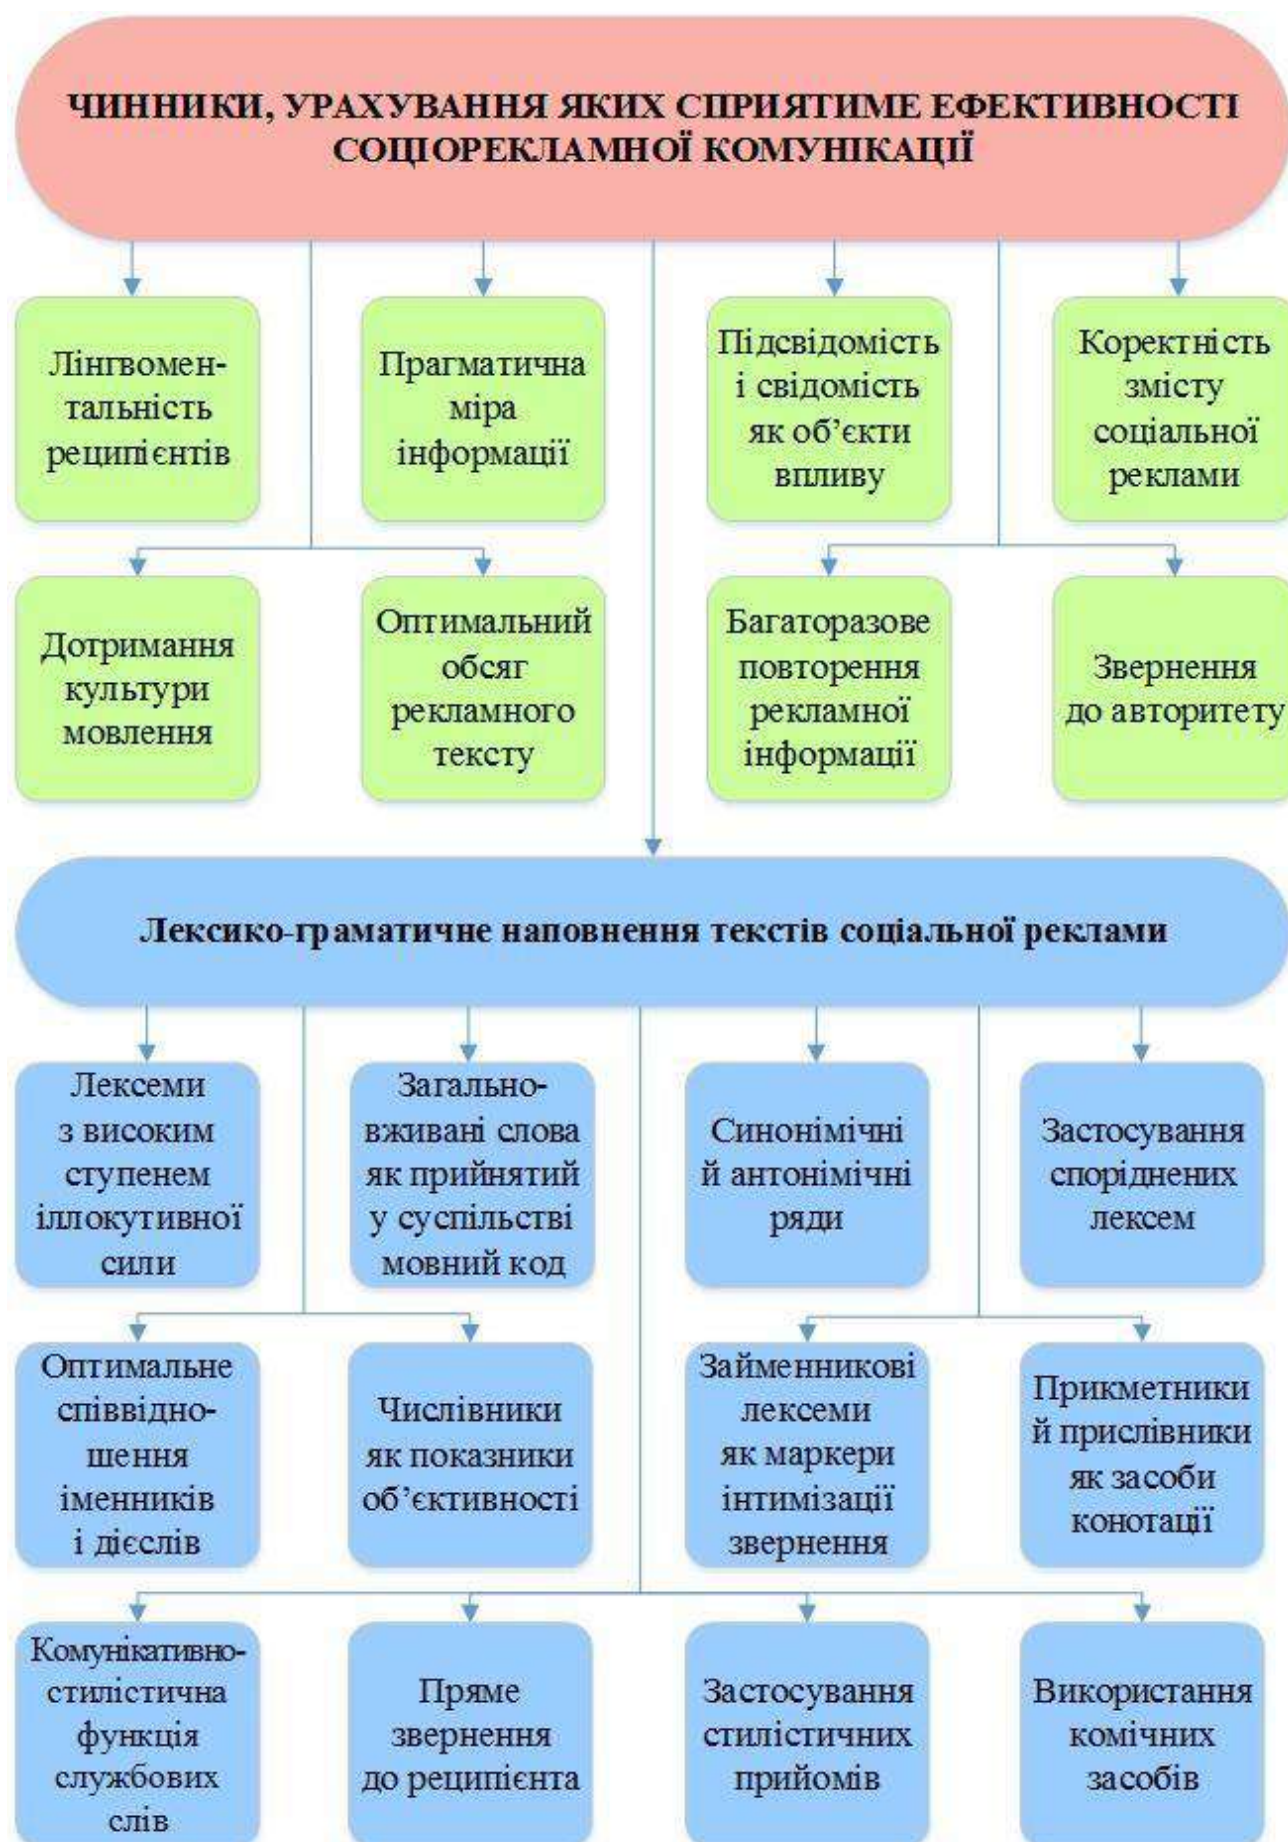 ЧИННИКИ, УРАХУВАННЯ ЯКИХ СПРИЯТИМЕ ЕФЕКТИВНОСТІ
СОЦІОРЕКЛАМНОЇ КОМУНІКАЦІЇ
Лінгвомен-
тальність
реципієнтів
Прагматична
міра
інформації
Підсвідомість
і свідомість
як об’єкти
впливу
Коректність
змісту
соціальної
реклами
Дотримання
культури
мовлення
Оптимальний
обсяг
рекламного
тексту
Багаторазове
повторення
рекламної
інформації
Звернення
до авторитету
Лексико-граматичне наповнення текстів соціальної реклами
Лексеми
з високим
ступенем
іллокутивної
сили
Загально-
вживані слова
як прийнятий
у суспільстві
мовний код
Синонімічні
й антонімічні
ряди
Застосування
споріднених
лексем
Оптимальне
співвідно-
шення
іменників
і дієслів
Числівники
як показники
об’єктивності
Займенникові
лексеми
як маркери
інтимізації
звернення
Прикметники
й прислівники
як засоби
конотації
Комунікативно-
стилістична
функція
службових
слів
Пряме
звернення
до реципієнта
Застосування
стилістичних
прийомів
Використання
комічних
засобів